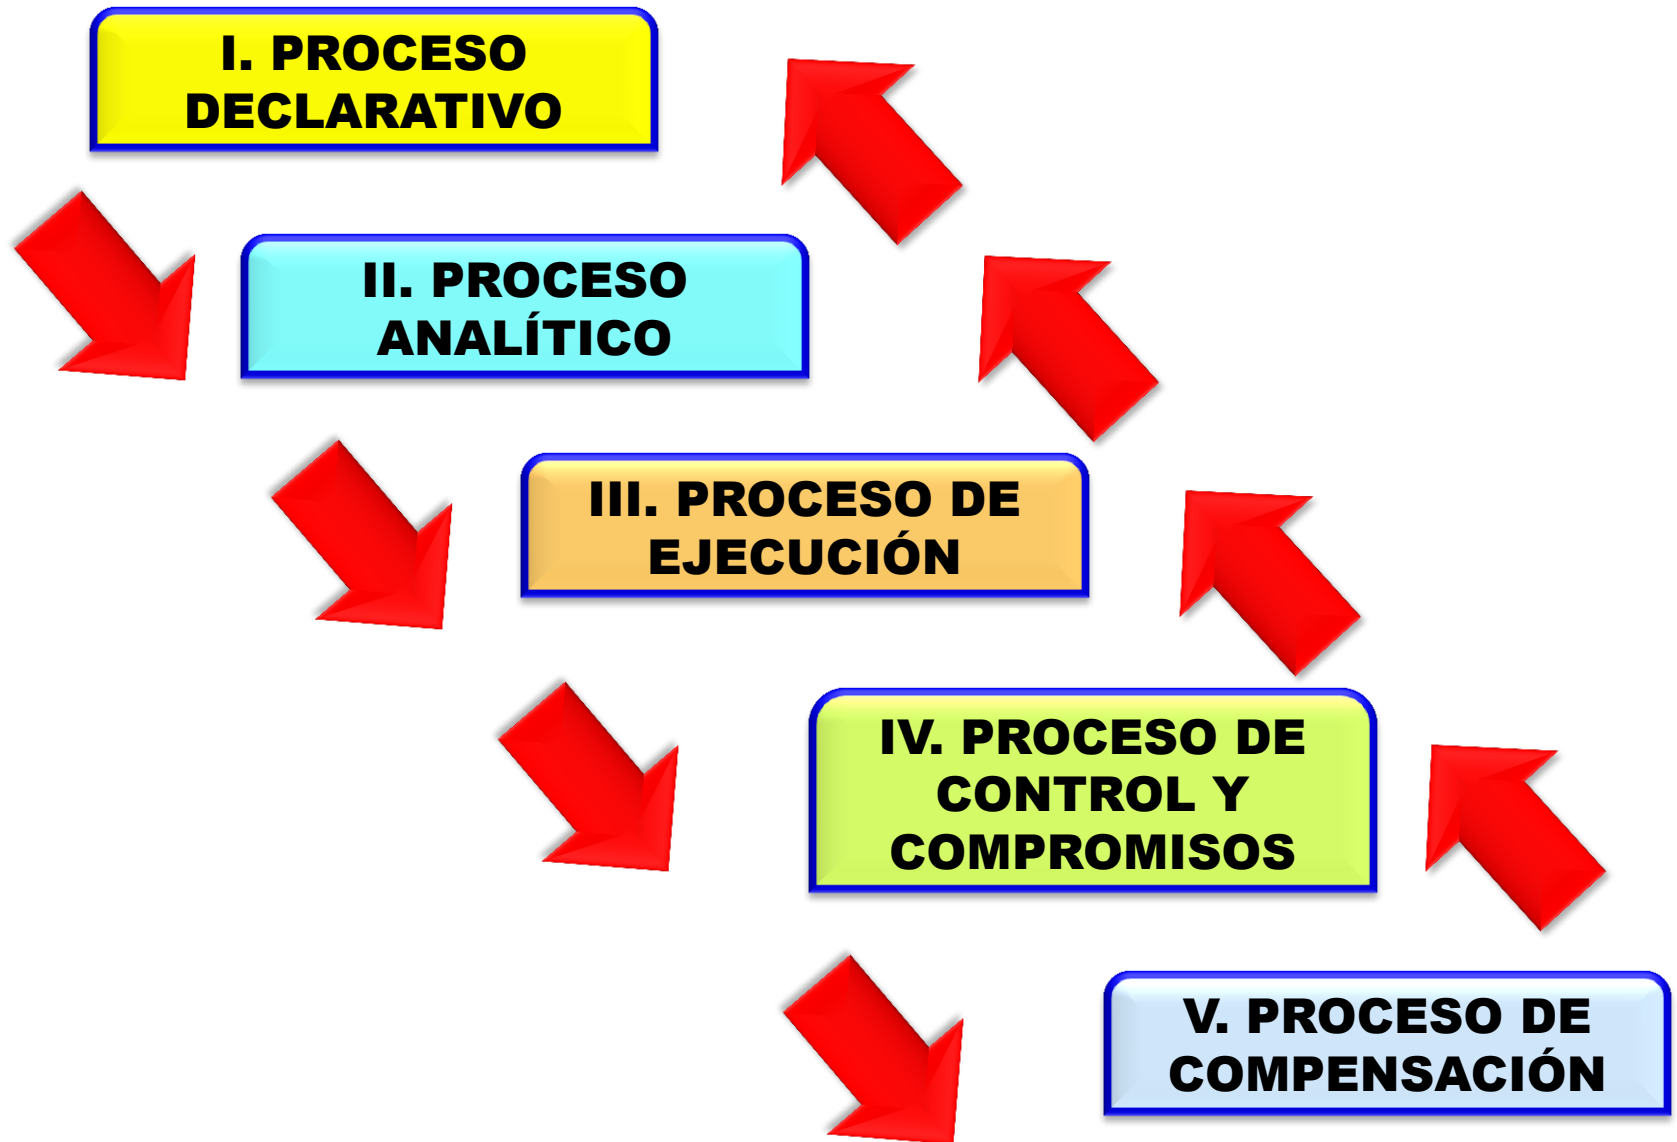 I. PROCESO
DECLARATIVO
II. PROCESO
ANALÍTICO
III. PROCESO DE
EJECUCIÓN
IV. PROCESO DE
CONTROL Y
COMPROMISOS
V. PROCESO DE
COMPENSACIÓN